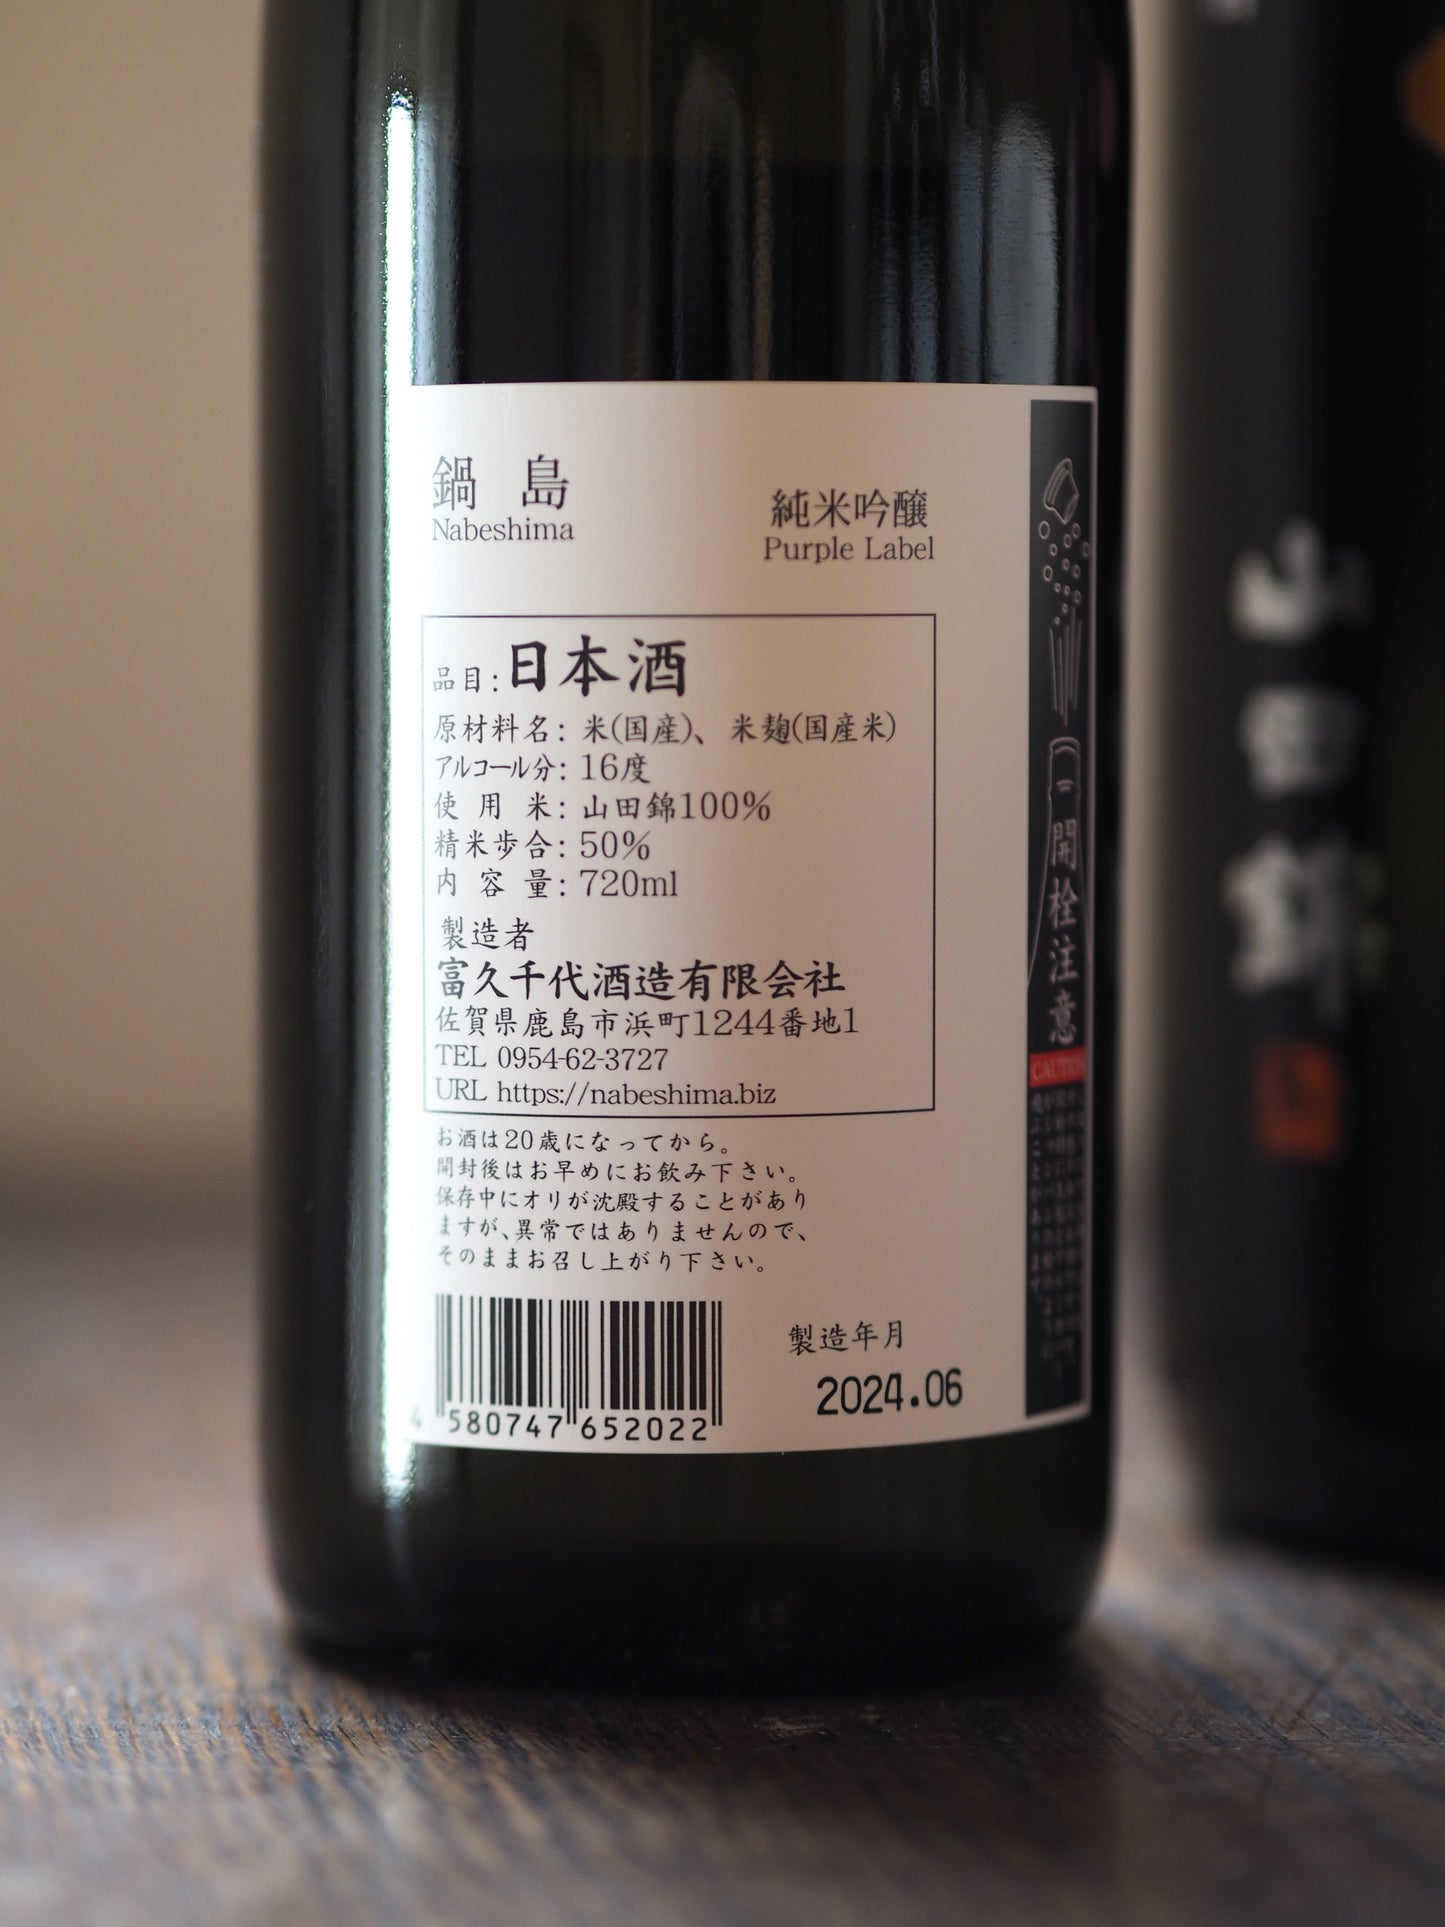 鍋島
Nabeshima
純米吟醸
Purple Label
品目:日本酒
原材料名: 米(国産)、米麹(国産米)
アルコール分: 16度
使用米: 山田錦100%
精米歩合: 50%
内容量: 720ml
製造者
富久千代酒造有限会社
佐賀県鹿島市浜町1244番地1
TEL 0954-62-3727
URL https://nabeshima.biz
お酒は20歳になってから。
開封後はお早めにお飲み下さい。
保存中にオリが沈殿することがあり
ますが、異常ではありませんので、
そのままお召し上がり下さい。
4 580747 652022
製造年月
2024.06
開栓注意
CAUTION
山田錦